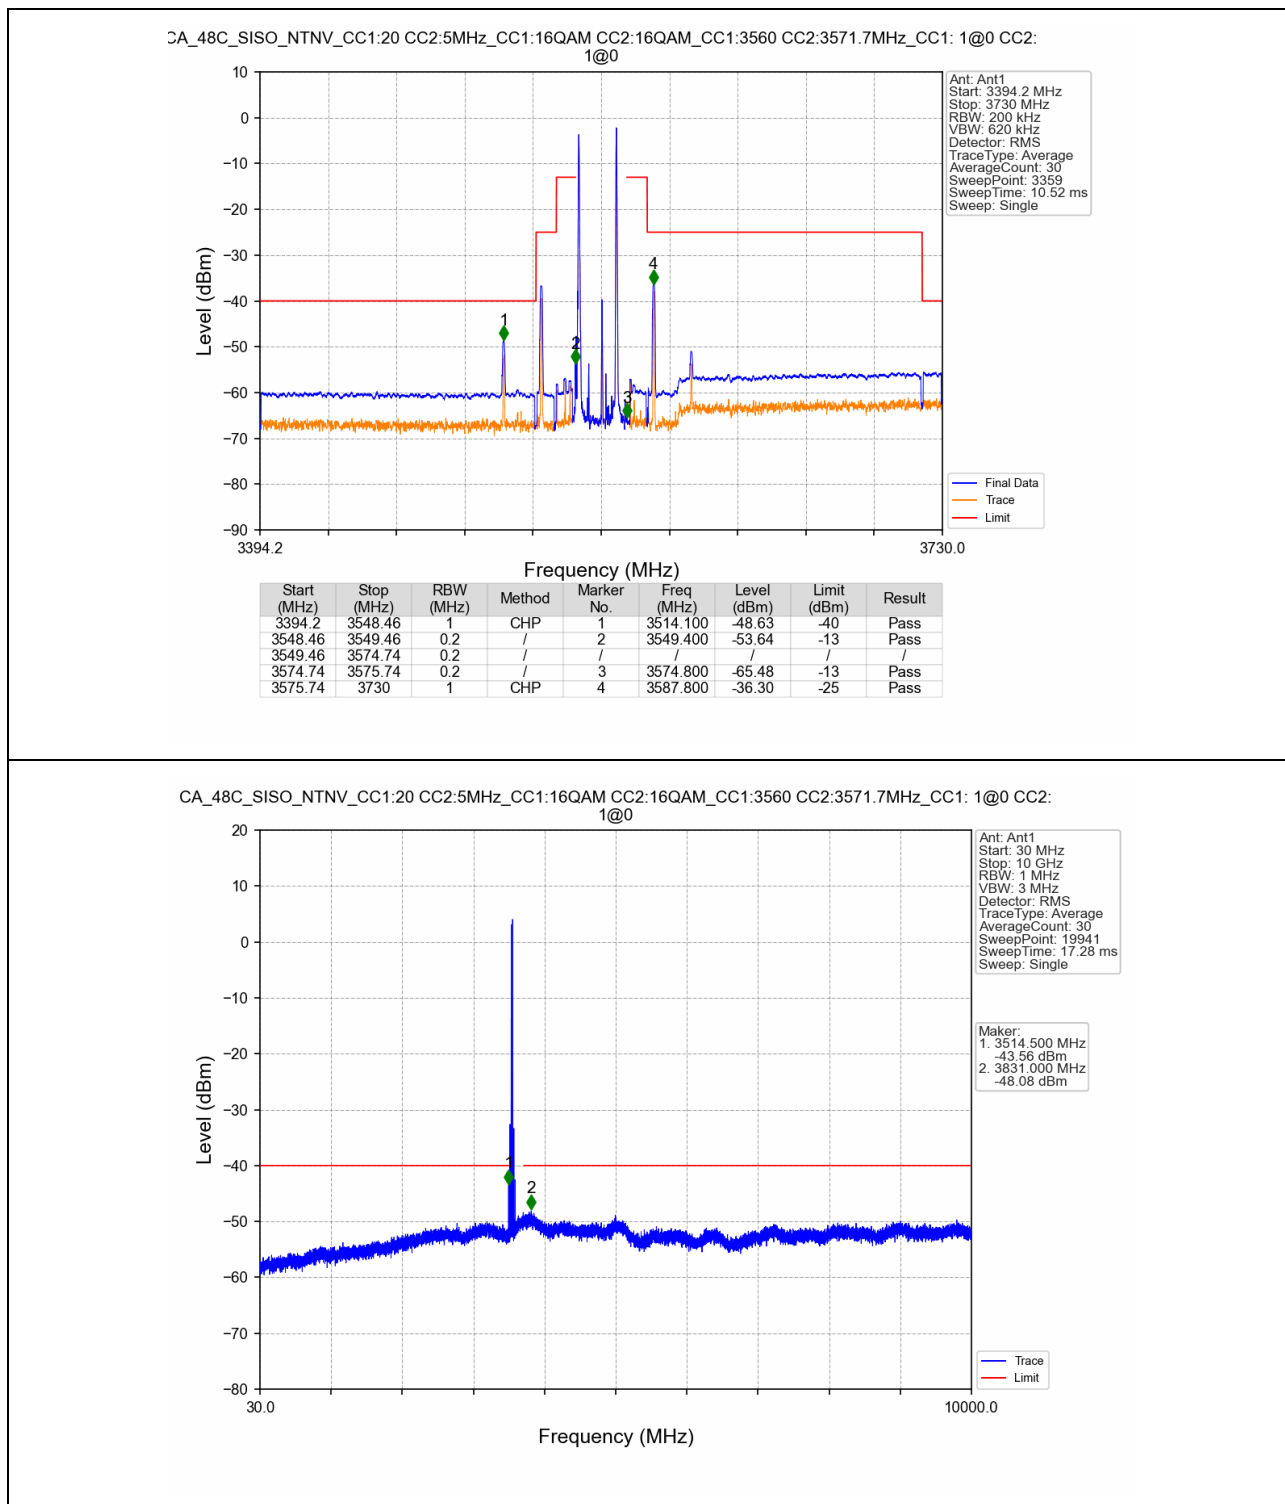 CA_48C_SISO_NTNV_CC1:20 CC2:5MHz_CC1:16QAM CC2:16QAM_CC1:3560 CC2:3571.7MHz_CC1: 1@0 CC2:
1@0
Ant: Ant1
Start: 3394.2 MHz
Stop: 3730 MHz
RBW: 200 kHz
VBW: 620 kHz
Detector: RMS
TraceType: Average
AverageCount: 30
SweepPoint: 3359
SweepTime: 10.52 ms
Sweep: Single
10
0
−10
−20
−30
−40
−50
−60
−70
−80
−90
Level (dBm)
1
2
3
4
Final Data
Trace
Limit
3394.2 3730.0
Frequency (MHz)
Start (MHz) Stop (MHz) RBW (MHz) Method Marker No. Freq (MHz) Level (dBm) Limit (dBm) Result
3394.2 3548.46 1 CHP 1 3514.100 -48.63 -40 Pass
3548.46 3549.46 0.2 / 2 3549.400 -53.64 -13 Pass
3549.46 3574.74 0.2 / / / / / /
3574.74 3575.74 0.2 / 3 3574.800 -65.48 -13 Pass
3575.74 3730 1 CHP 4 3587.800 -36.30 -25 Pass
CA_48C_SISO_NTNV_CC1:20 CC2:5MHz_CC1:16QAM CC2:16QAM_CC1:3560 CC2:3571.7MHz_CC1: 1@0 CC2:
1@0
Ant: Ant1
Start: 30 MHz
Stop: 10 GHz
RBW: 1 MHz
VBW: 3 MHz
Detector: RMS
TraceType: Average
AverageCount: 30
SweepPoint: 19941
SweepTime: 17.28 ms
Sweep: Single
Maker:
1. 3514.500 MHz
-43.56 dBm
2. 3831.000 MHz
-48.08 dBm
20
10
0
−10
−20
−30
−40
−50
−60
−70
−80
Level (dBm)
1
2
Trace
Limit
30.0 10000.0
Frequency (MHz)